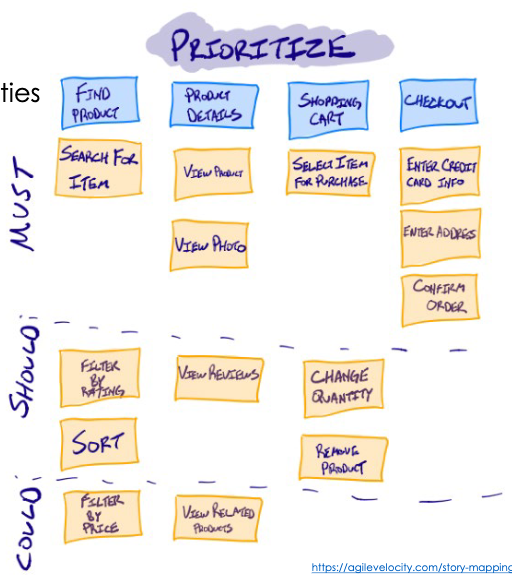 PRIORITIZE
ties
FIND
PRODUCT
PRODUCT
DETAILS
SHOPPING
CART
CHECKOUT
MUST
SEARCH FOR
ITEM
VIEW PRODUCT
SELECT ITEM
FOR PURCHASE
ENTER CREDIT
CARD INFO
VIEW PHOTO
ENTER ADDRESS
CONFIRM
ORDER
SHOULD:
FILTER
BY
RATING
VIEW REVIEWS
CHANGE
QUANTITY
SORT
REMOVE
PRODUCT
COULD:
FILTER
BY
PRICE
VIEW RELATED
PRODUCTS
https://agilevelocity.com/story-mapping